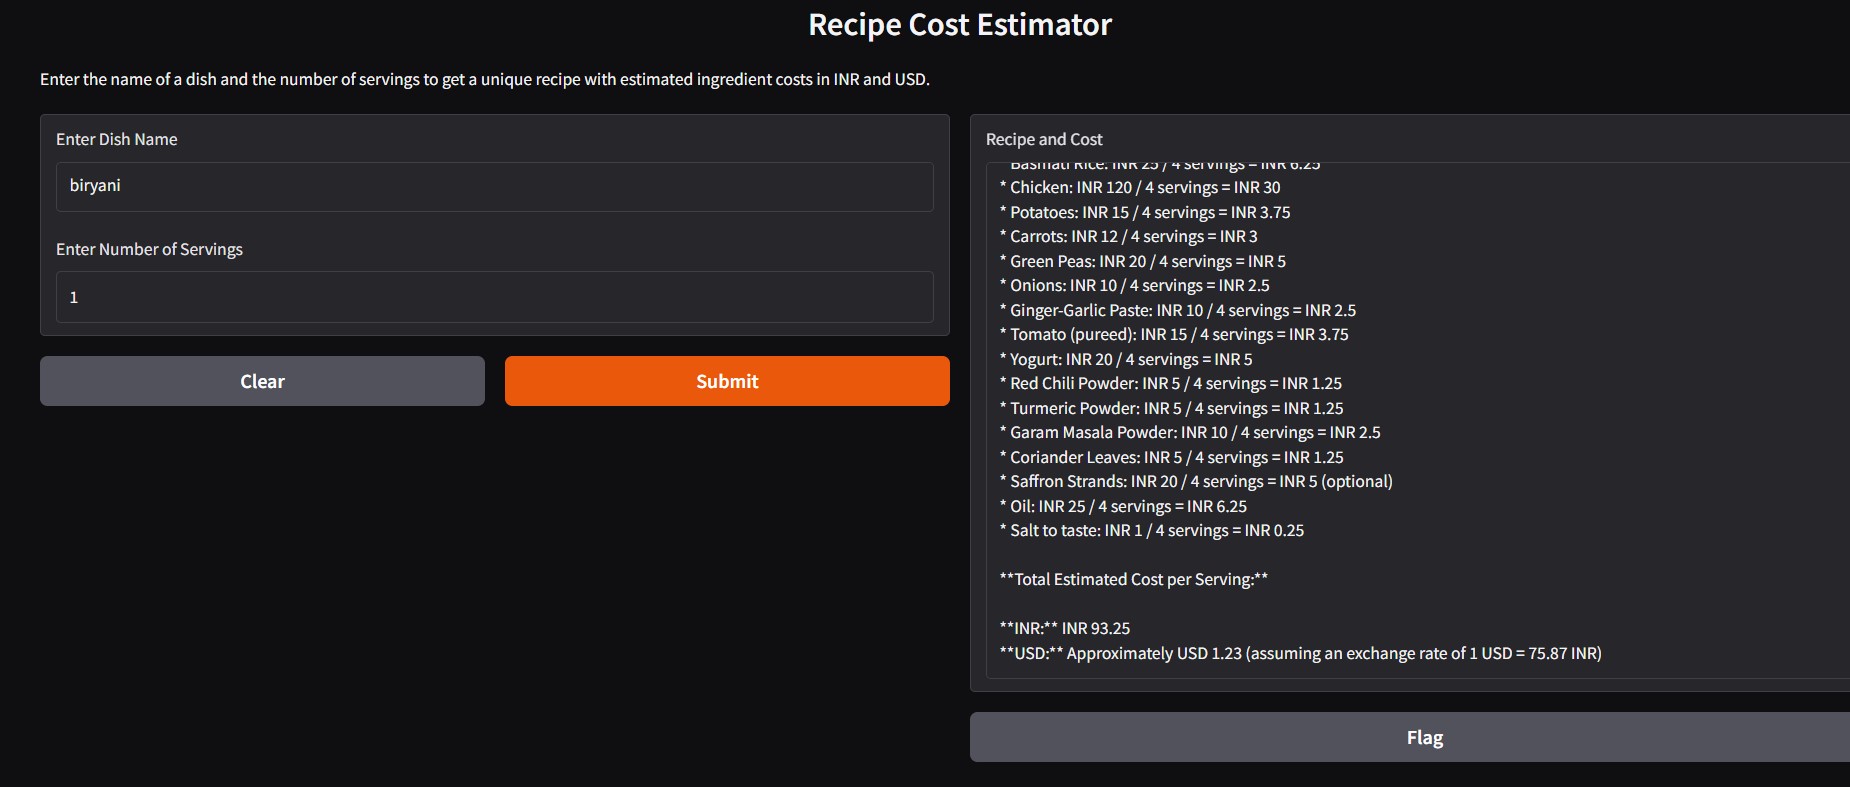 Recipe Cost Estimator
Enter the name of a dish and the number of servings to get a unique recipe with estimated ingredient costs in INR and USD.
Enter Dish Name
biryani
Enter Number of Servings
1
Clear
Submit
Recipe and Cost
Basmati Rice: INR 25 / 4 servings = INR 6.25
* Chicken: INR 120 / 4 servings = INR 30
* Potatoes: INR 15 / 4 servings = INR 3.75
* Carrots: INR 12 / 4 servings = INR 3
* Green Peas: INR 20 / 4 servings = INR 5
* Onions: INR 10 / 4 servings = INR 2.5
* Ginger-Garlic Paste: INR 10 / 4 servings = INR 2.5
* Tomato (pureed): INR 15 / 4 servings = INR 3.75
* Yogurt: INR 20 / 4 servings = INR 5
* Red Chili Powder: INR 5 / 4 servings = INR 1.25
* Turmeric Powder: INR 5 / 4 servings = INR 1.25
* Garam Masala Powder: INR 10 / 4 servings = INR 2.5
* Coriander Leaves: INR 5 / 4 servings = INR 1.25
* Saffron Strands: INR 20 / 4 servings = INR 5 (optional)
* Oil: INR 25 / 4 servings = INR 6.25
* Salt to taste: INR 1 / 4 servings = INR 0.25
**Total Estimated Cost per Serving:**
**INR:** INR 93.25
**USD:** Approximately USD 1.23 (assuming an exchange rate of 1 USD = 75.87 INR)
Flag